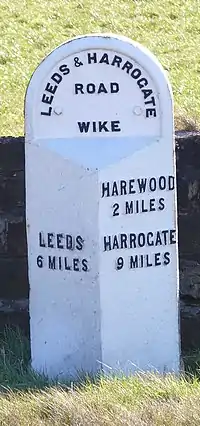 LEEDS & HARROGATE
ROAD
WIKE
HAREWOOD
2 MILES
LEEDS
6 MILES
HARROGATE
9 MILES